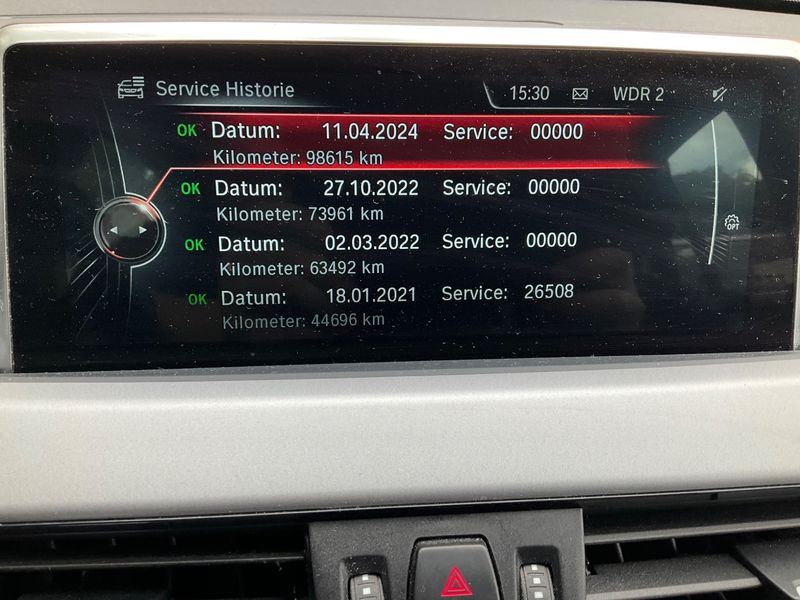 Service Historie 15:30 WDR 2
OK Datum: 11.04.2024 Service: 00000
Kilometer: 98615 km
OK Datum: 27.10.2022 Service: 00000
Kilometer: 73961 km
OK Datum: 02.03.2022 Service: 00000
Kilometer: 63492 km
OK Datum: 18.01.2021 Service: 26508
Kilometer: 44696 km
OPT